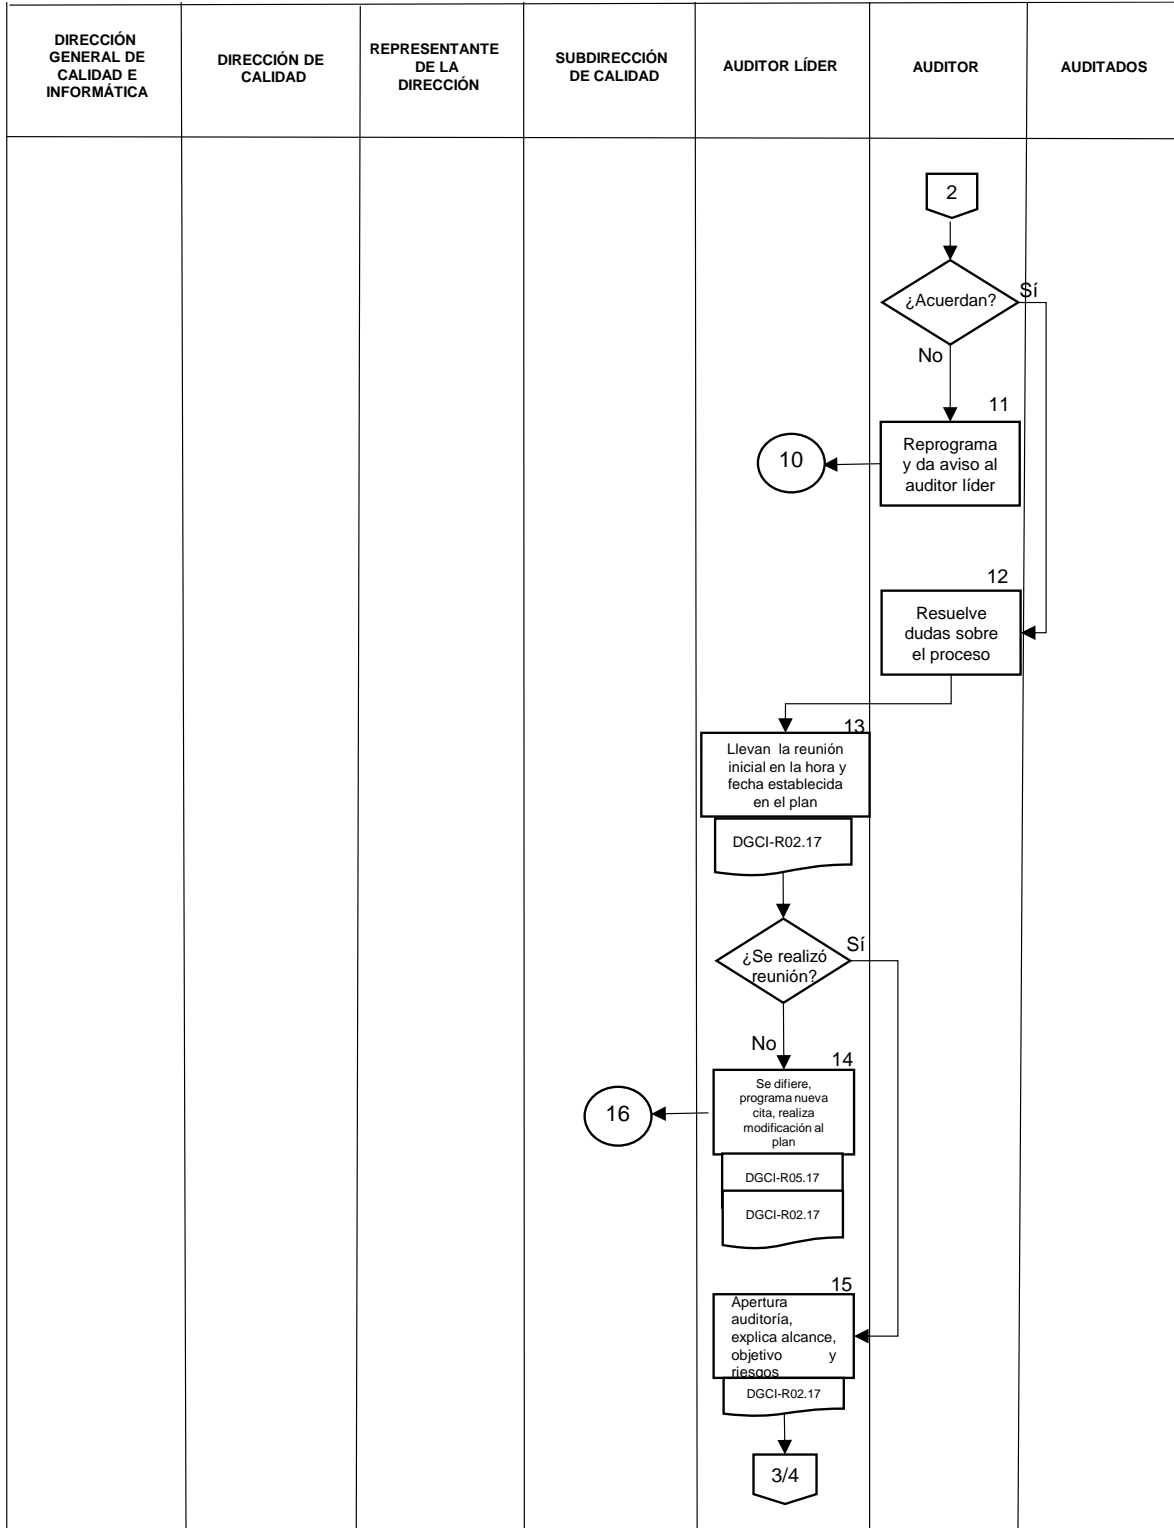 DIRECCIÓN
GENERAL DE
CALIDAD E
INFORMÁTICA
DIRECCIÓN DE
CALIDAD
REPRESENTANTE
DE LA
DIRECCIÓN
SUBDIRECCIÓN
DE CALIDAD
AUDITOR LÍDER
AUDITOR
AUDITADOS
2
¿Acuerdan?
Sí
No
11
Reprograma
y da aviso al
auditor líder
10
12
Resuelve
dudas sobre
el proceso
13
Llevan la reunión
inicial en la hora y
fecha establecida
en el plan
DGCI-R02.17
¿Se realizó
reunión?
Sí
No
14
Se difiere,
programa nueva
cita, realiza
modificación al
plan
16
DGCI-R05.17
DGCI-R02.17
15
Apertura
auditoría,
explica alcance,
objetivo y
riesgos
DGCI-R02.17
3/4